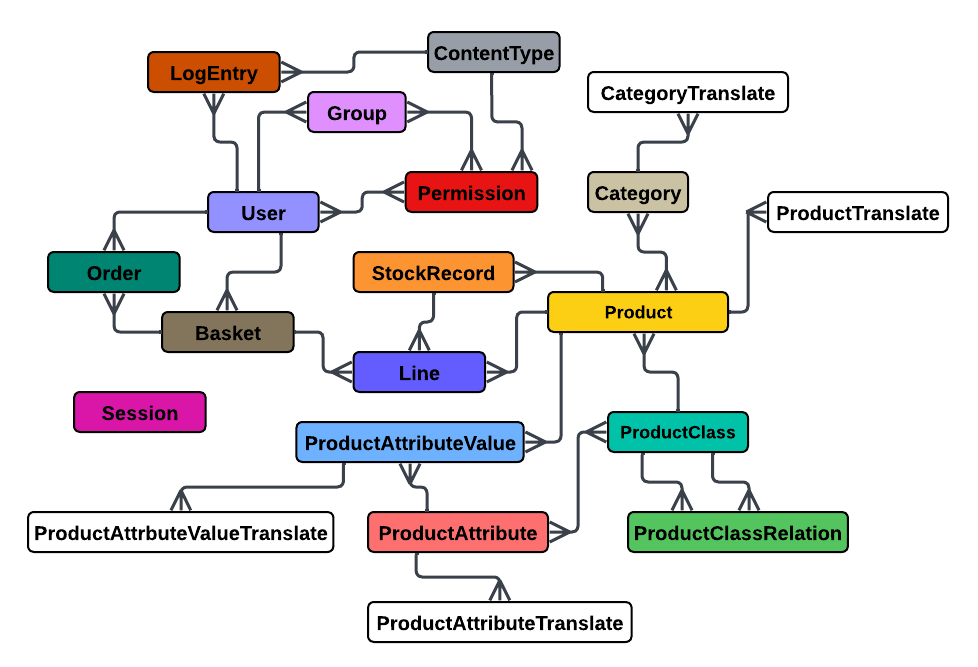 ContentType
LogEntry
CategoryTranslate
Group
Permission
Category
User
ProductTranslate
Order
StockRecord
Product
Basket
Line
Session
ProductClass
ProductAttributeValue
ProductAttrbuteValueTranslate
ProductAttribute
ProductClassRelation
ProductAttributeTranslate